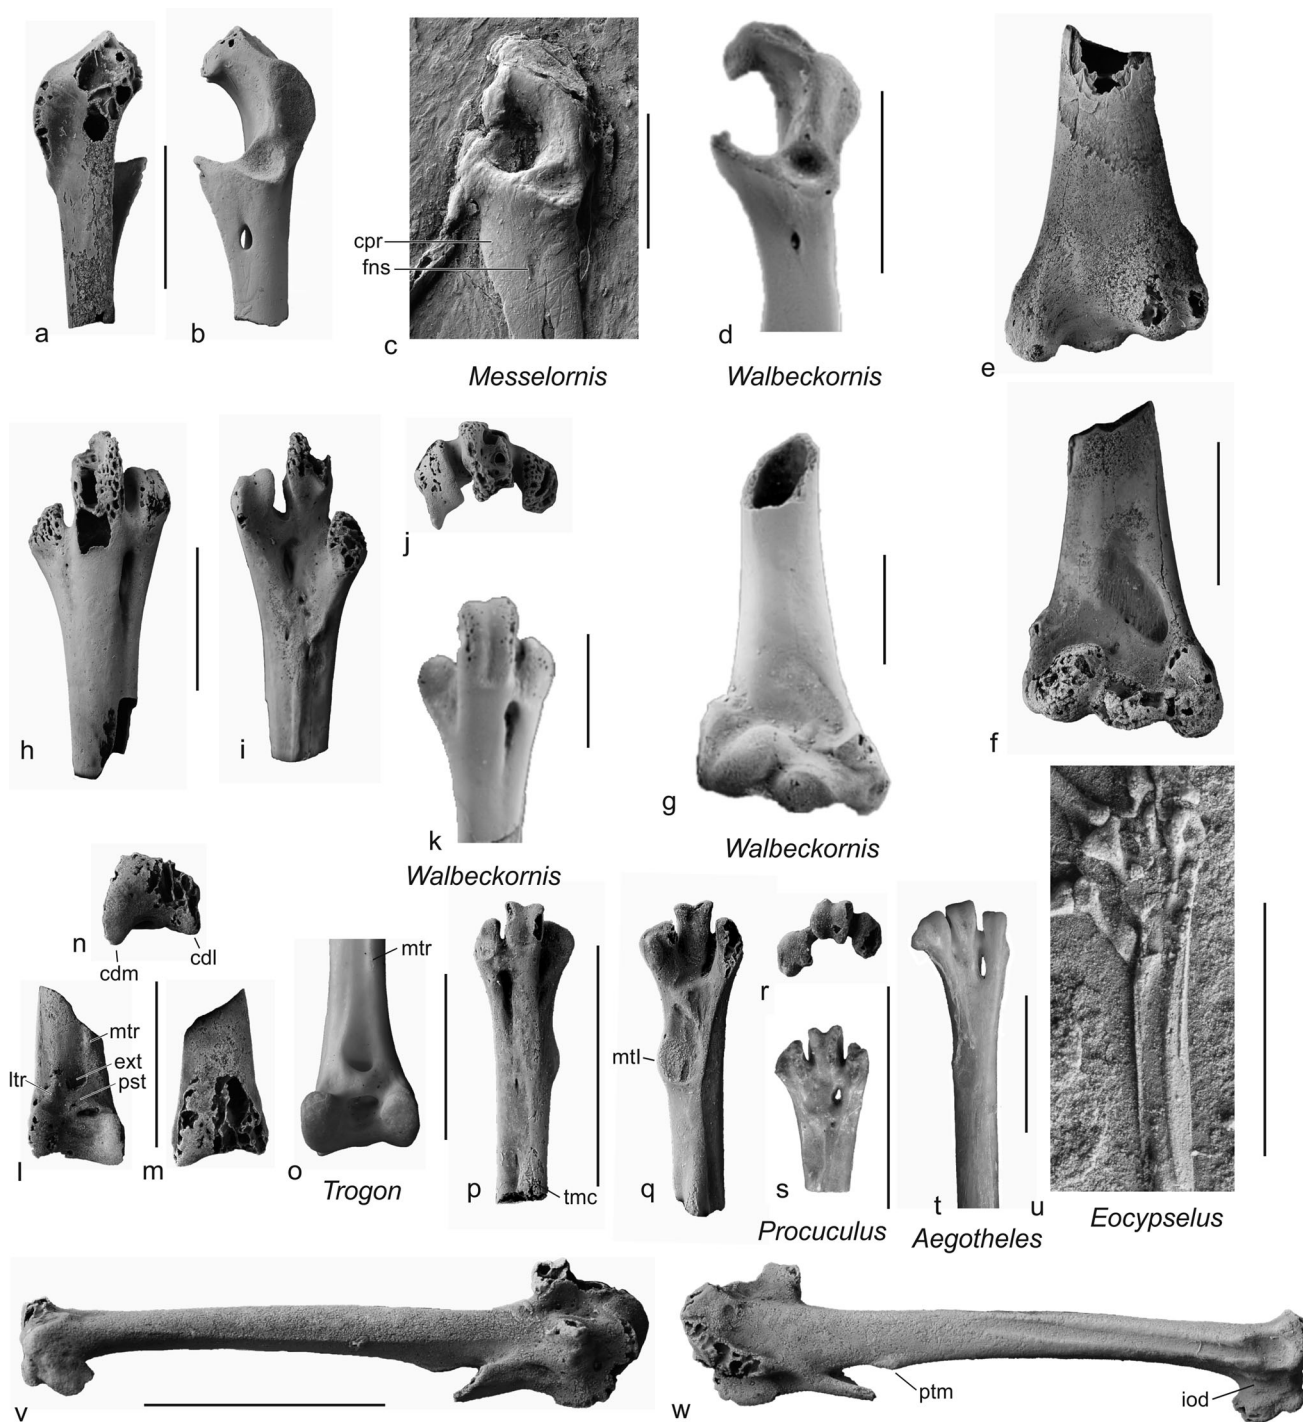 a
b
cpr
fns
c
Messelornis
d
Walbeckornis
e
h
i
j
k
Walbeckornis
g
Walbeckornis
f
n
cdm
cdl
mtr
ltr
ext
pst
l
m
mtr
o
Trogon
p
tmc
mtl
q
r
s
Procuculus
t
Aegotheles
u
Eocypselus
v
ptm
iod
w